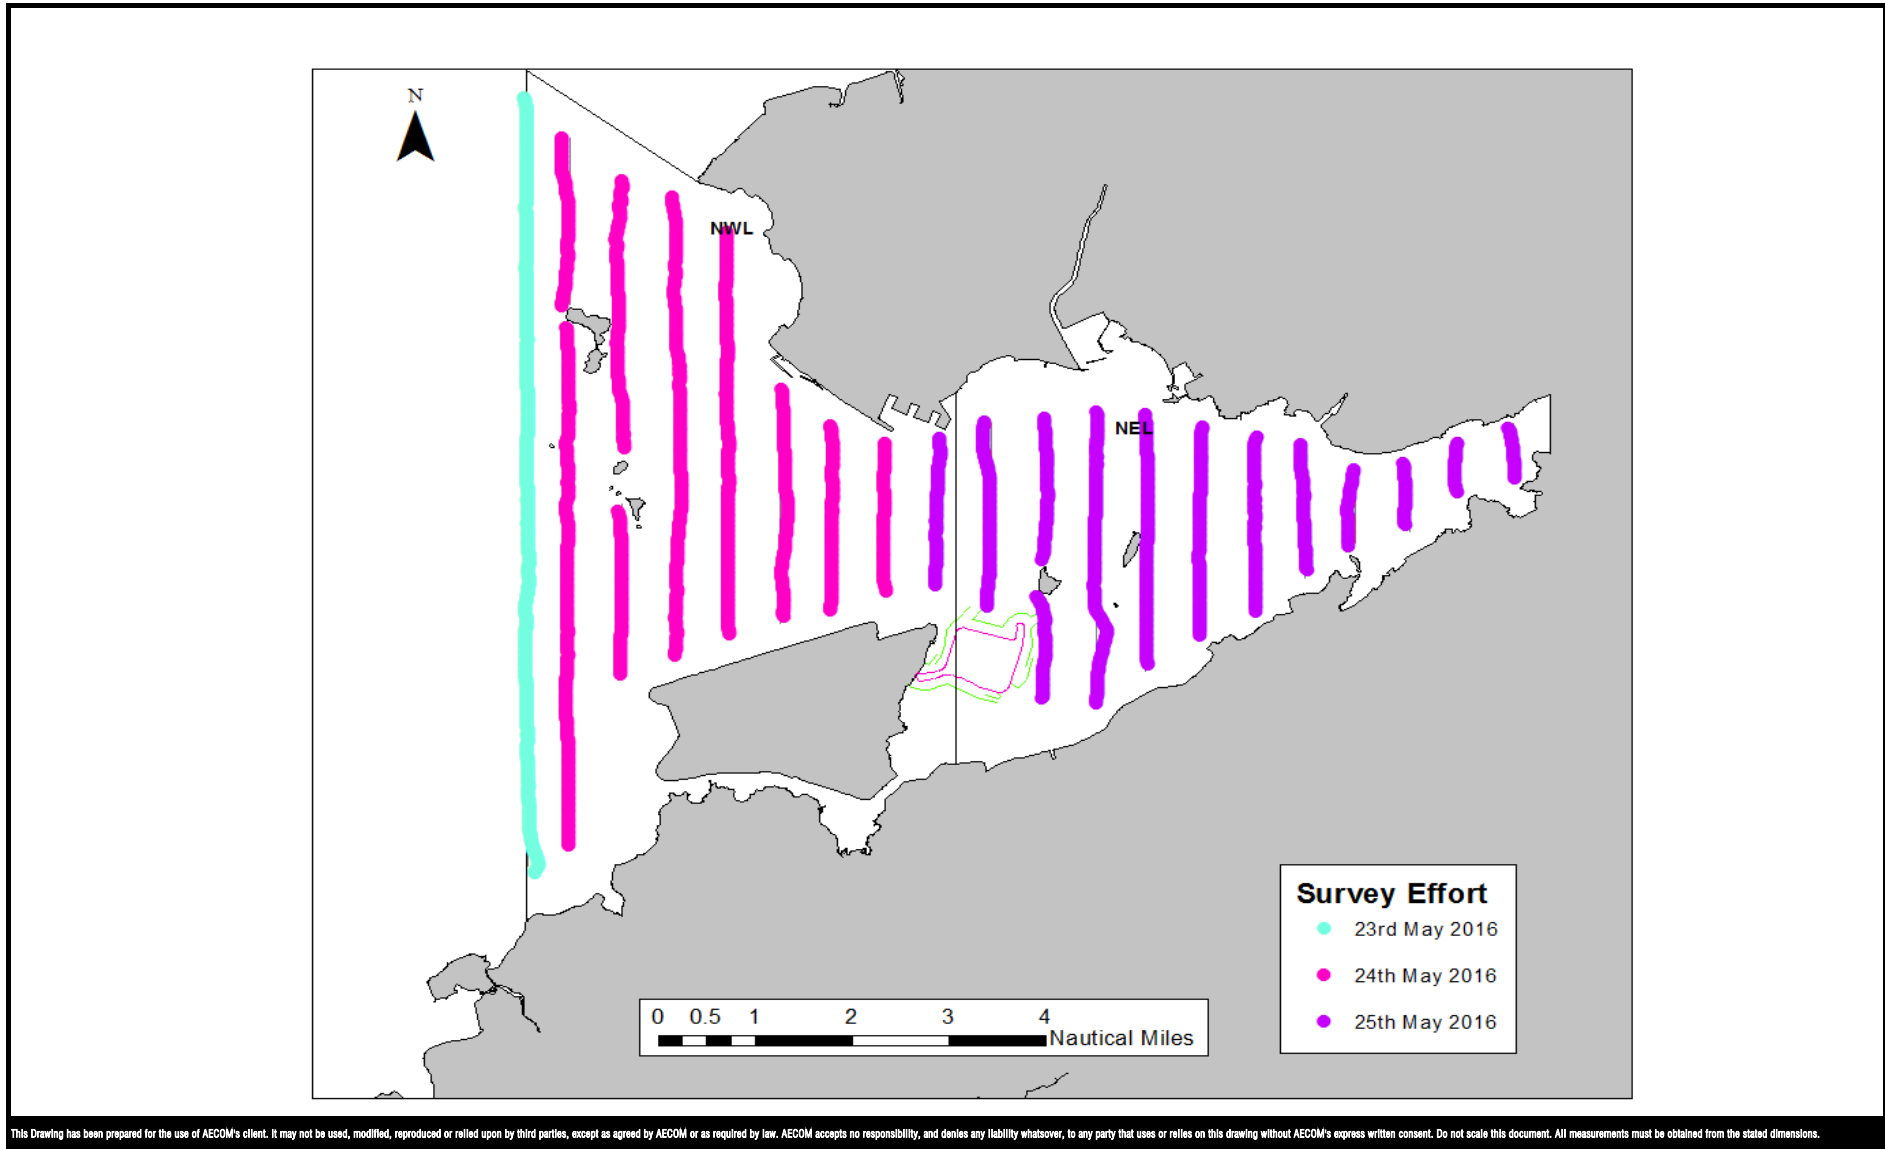 N
NWL
NEL
Survey Effort
23rd May 2016
24th May 2016
25th May 2016
0 0.5 1 2 3 4
Nautical Miles
This Drawing has been prepared for the use of AECOM's client. It may not be used, modified, reproduced or relied upon by third parties, except as agreed by AECOM or as required by law. AECOM accepts no responsibility, and denies any liability whatsover, to any party that uses or relies on this drawing without AECOM's express written consent. Do not scale this document. All measurements must be obtained from the stated dimensions.